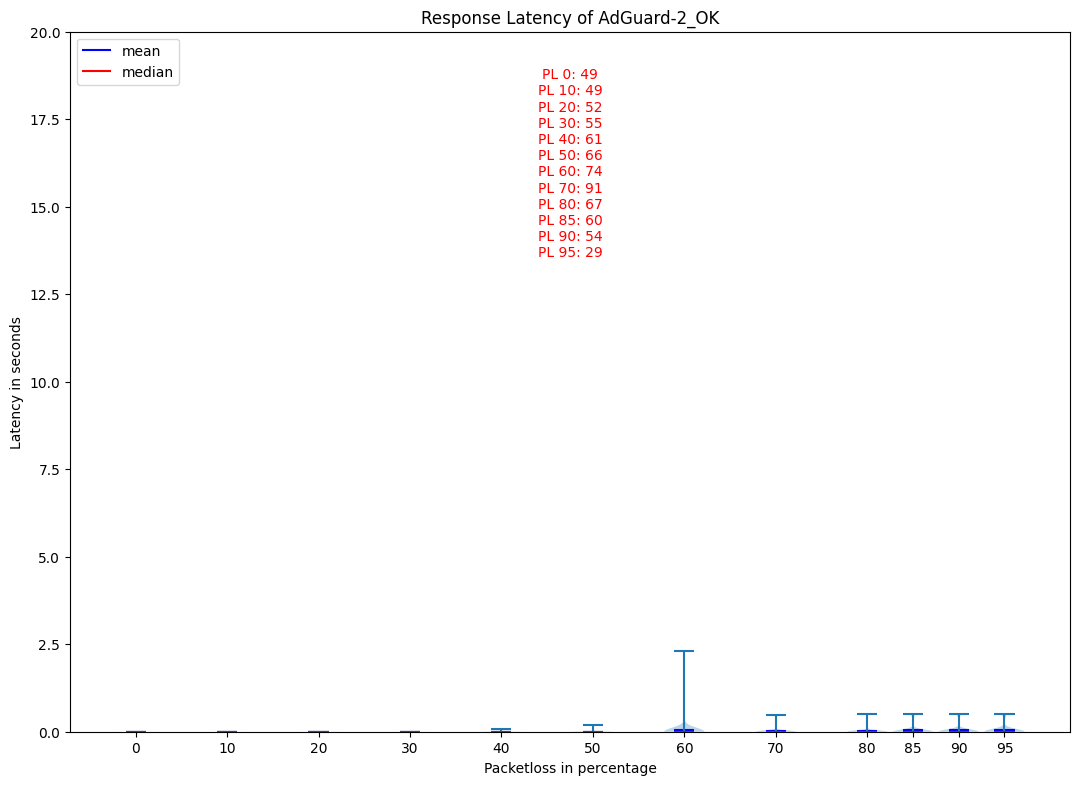 Response Latency of AdGuard-2_OK
mean
median
PL 0: 49
PL 10: 49
PL 20: 52
PL 30: 55
PL 40: 61
PL 50: 66
PL 60: 74
PL 70: 91
PL 80: 67
PL 85: 60
PL 90: 54
PL 95: 29
20.0
17.5
15.0
12.5
10.0
7.5
5.0
2.5
0.0
Latency in seconds
0 10 20 30 40 50 60 70 80 85 90 95
Packetloss in percentage